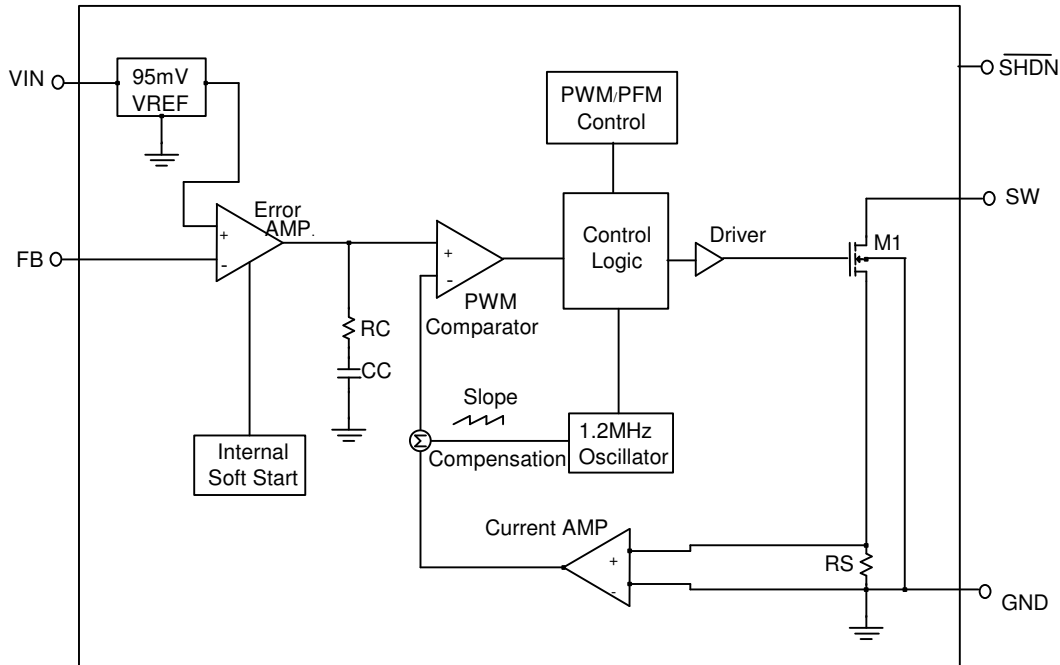 VIN
95mV
VREF
SHDN
PWM/PFM
Control
SW
Error
AMP.
+
-
FB
+
-
PWM
Comparator
Control
Logic
Driver
M1
RC
CC
Slope
Σ
Compensation
1.2MHz
Oscillator
Internal
Soft Start
Current AMP
+
-
RS
GND